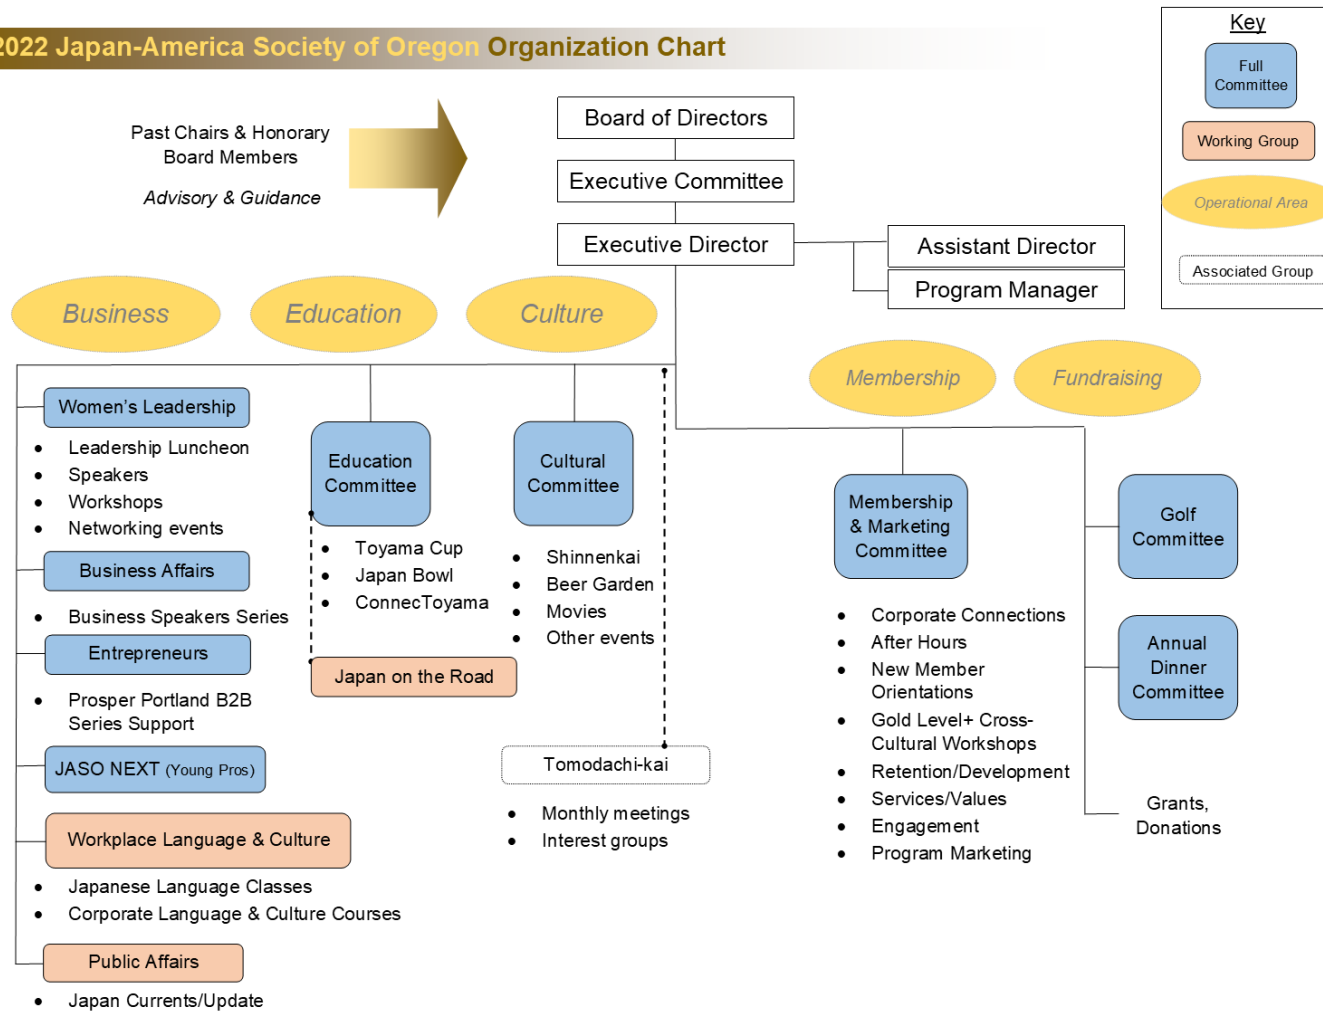 2022 Japan-America Society of Oregon Organization Chart
Key
Full
Committee
Working Group
Operational Area
Associated Group
Past Chairs & Honorary
Board Members
Advisory & Guidance
Board of Directors
Executive Committee
Executive Director
Assistant Director
Program Manager
Business
Education
Culture
Membership
Fundraising
Women's Leadership
• Leadership Luncheon
• Speakers
• Workshops
• Networking events
Business Affairs
• Business Speakers Series
Entrepreneurs
• Prosper Portland B2B
Series Support
JASO NEXT (Young Pros)
Workplace Language & Culture
• Japanese Language Classes
• Corporate Language & Culture Courses
Public Affairs
• Japan Currents/Update
Education
Committee
• Toyama Cup
• Japan Bowl
• ConnecToyama
Japan on the Road
Cultural
Committee
• Shinnenkai
• Beer Garden
• Movies
• Other events
Tomodachi-kai
• Monthly meetings
• Interest groups
Membership
& Marketing
Committee
• Corporate Connections
• After Hours
• New Member
Orientations
• Gold Level+ Cross-
Cultural Workshops
• Retention/Development
• Services/Values
• Engagement
• Program Marketing
Golf
Committee
Annual
Dinner
Committee
Grants,
Donations